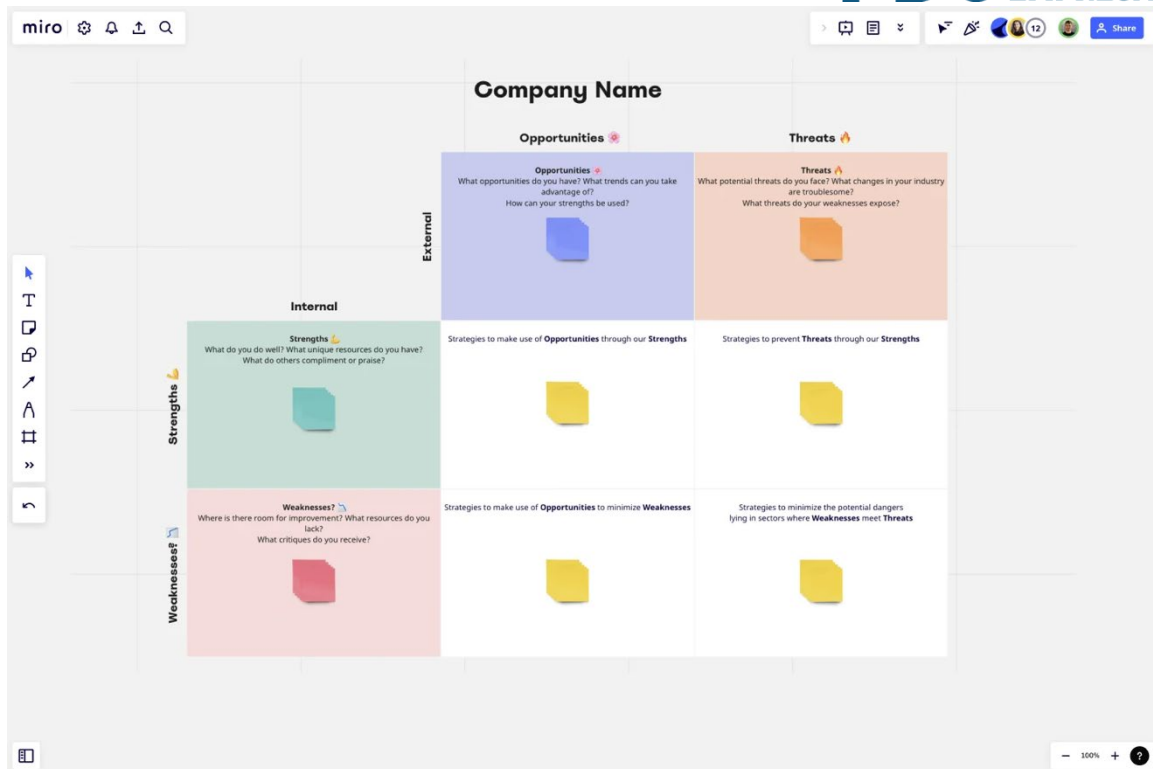 miro
12
Share
Company Name
Opportunities 🌸
Threats 🔥
External
Opportunities 🌸
What opportunities do you have? What trends can you take
advantage of?
How can your strengths be used?
Threats 🔥
What potential threats do you face? What changes in your industry
are troublesome?
What threats do your weaknesses expose?
Internal
Strengths 💪
Strengths 💪
What do you do well? What unique resources do you have?
What do others compliment or praise?
Strategies to make use of Opportunities through our Strengths
Strategies to prevent Threats through our Strengths
Weaknesses? 📉
Weaknesses? 📉
Where is there room for improvement? What resources do you
lack?
What critiques do you receive?
Strategies to make use of Opportunities to minimize Weaknesses
Strategies to minimize the potential dangers
lying in sectors where Weaknesses meet Threats
100%